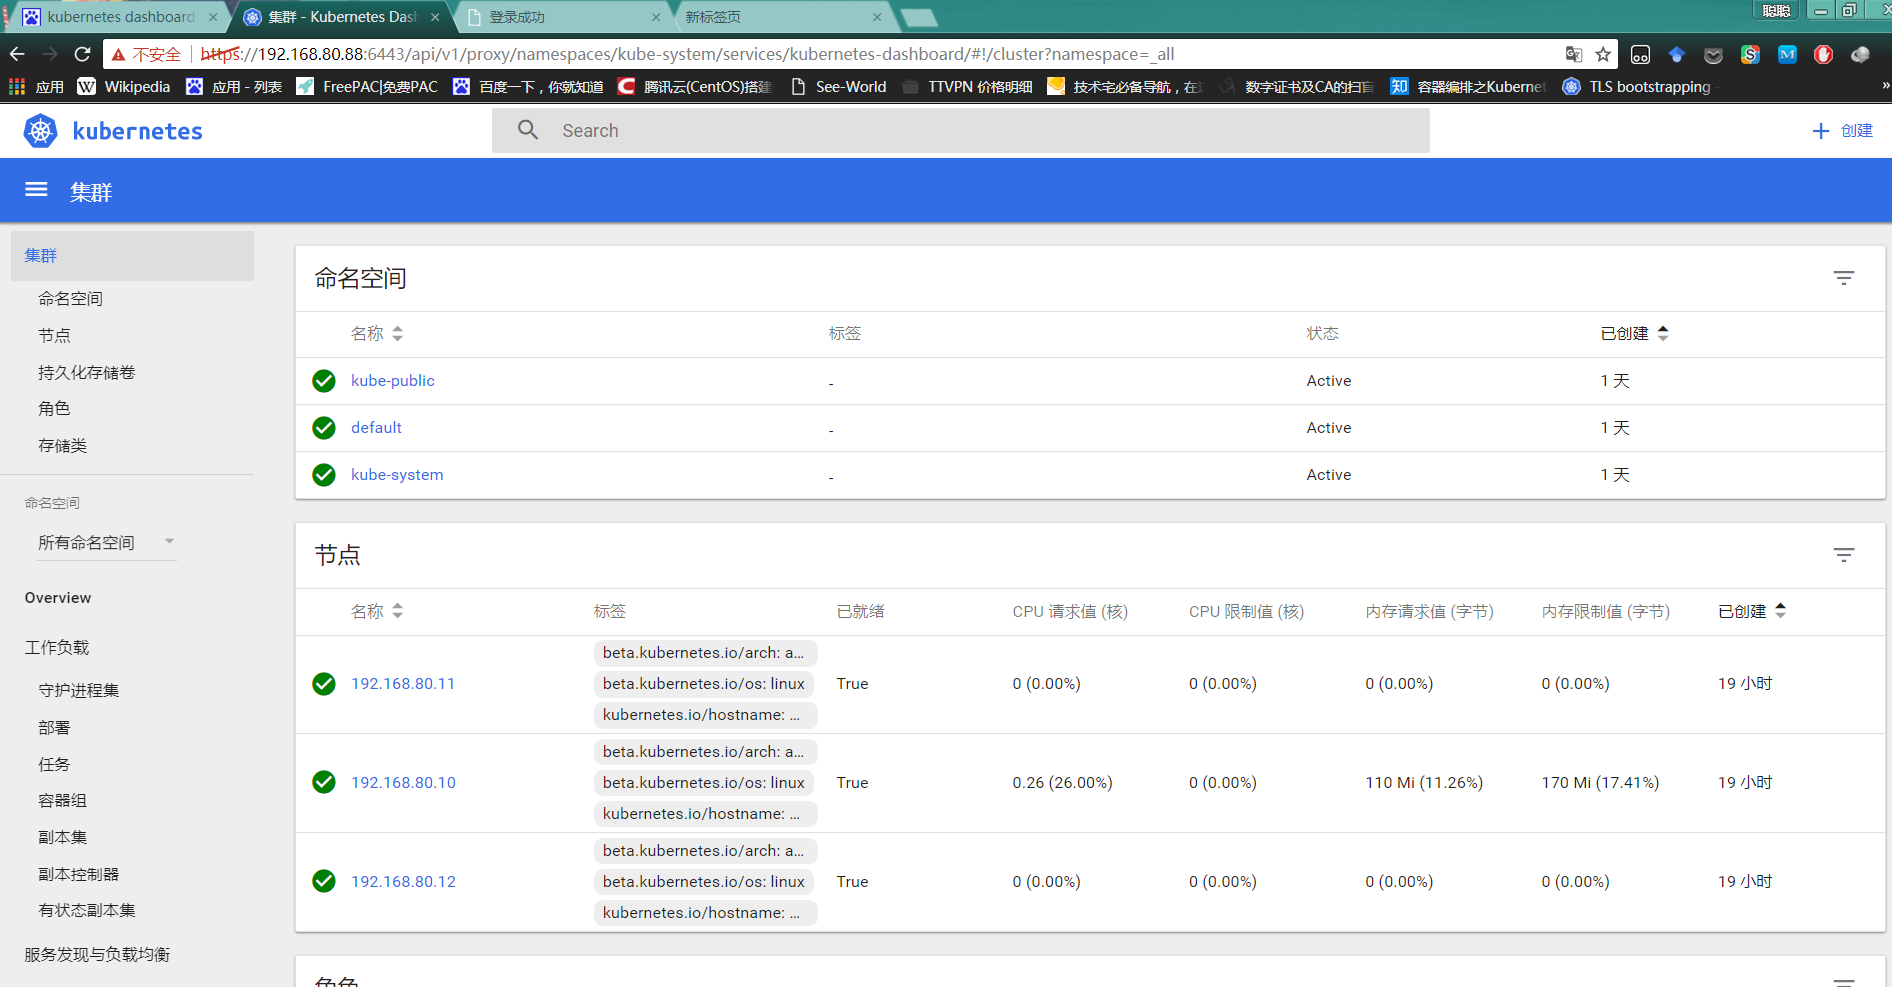 kubernetes dashboard
集群 - Kubernetes Dash
登录成功
新标签页
聪聪
不安全
https://192.168.80.88:6443/api/v1/proxy/namespaces/kube-system/services/kubernetes-dashboard/#!/cluster?namespace=_all
应用
W Wikipedia
应用 - 列表
FreePAC|免费PAC
百度一下，你就知道
腾讯云(CentOS)搭建
See-World
TTVPN 价格明细
技术宅必备导航，在
数字证书及CA的扫盲
知 容器编排之Kubernet
TLS bootstrapping
»
kubernetes
Search
+ 创建
集群
集群
命名空间
节点
持久化存储卷
角色
存储类
命名空间
所有命名空间
Overview
工作负载
守护进程集
部署
任务
容器组
副本集
副本控制器
有状态副本集
服务发现与负载均衡
命名空间
名称 标签 状态 已创建
kube-public - Active 1 天
default - Active 1 天
kube-system - Active 1 天
节点
名称 标签 已就绪 CPU 请求值 (核) CPU 限制值 (核) 内存请求值 (字节) 内存限制值 (字节) 已创建
beta.kubernetes.io/arch: a...
192.168.80.11 beta.kubernetes.io/os: linux True 0 (0.00%) 0 (0.00%) 0 (0.00%) 0 (0.00%) 19 小时
kubernetes.io/hostname: ...
beta.kubernetes.io/arch: a...
192.168.80.10 beta.kubernetes.io/os: linux True 0.26 (26.00%) 0 (0.00%) 110 Mi (11.26%) 170 Mi (17.41%) 19 小时
kubernetes.io/hostname: ...
beta.kubernetes.io/arch: a...
192.168.80.12 beta.kubernetes.io/os: linux True 0 (0.00%) 0 (0.00%) 0 (0.00%) 0 (0.00%) 19 小时
kubernetes.io/hostname: ...
角色